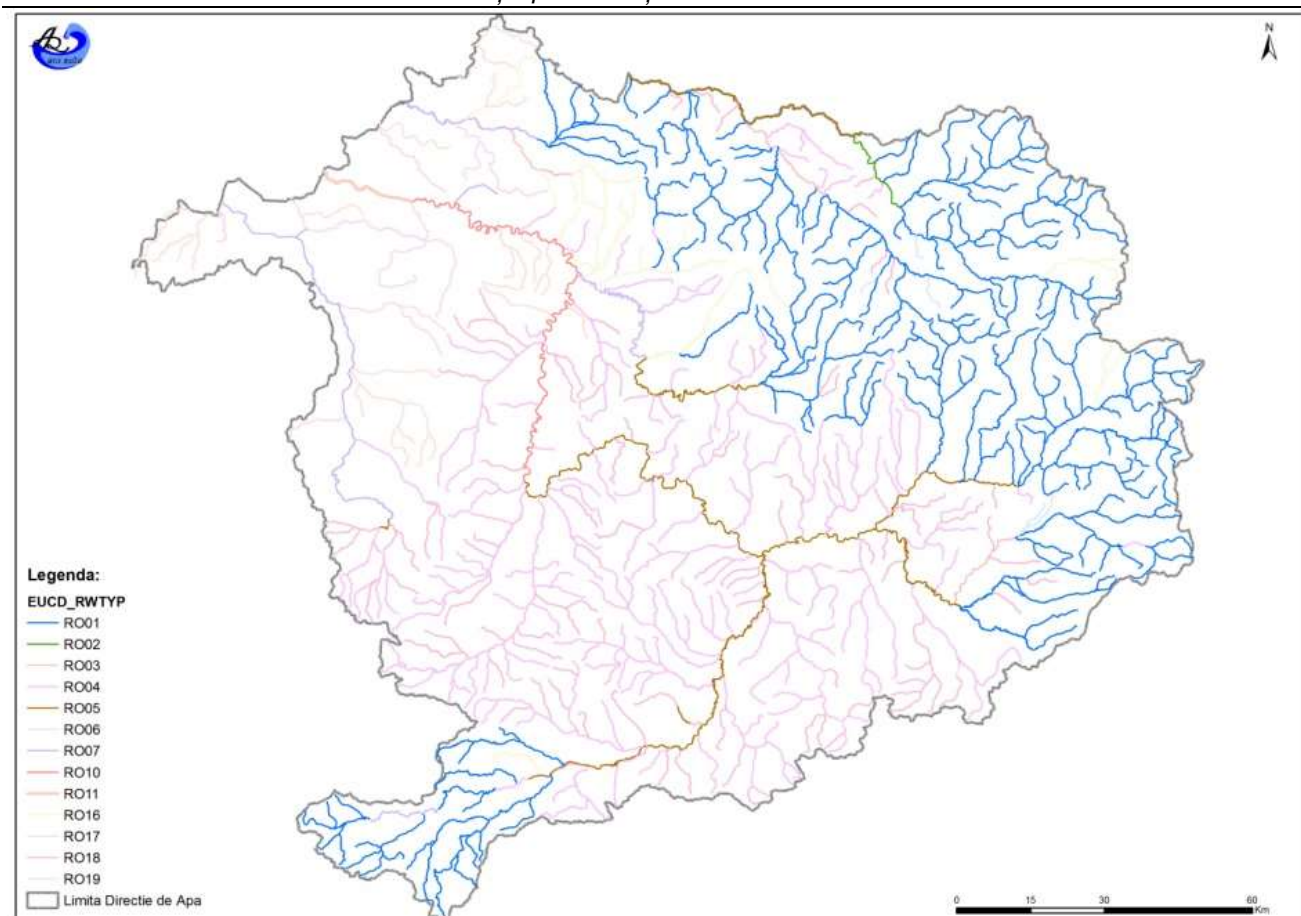 N
Legenda:
EUCD_RWTYP
RO01
RO02
RO03
RO04
RO05
RO06
RO07
RO10
RO11
RO16
RO17
RO18
RO19
Limita Directie de Apa
0 15 30 60
Km